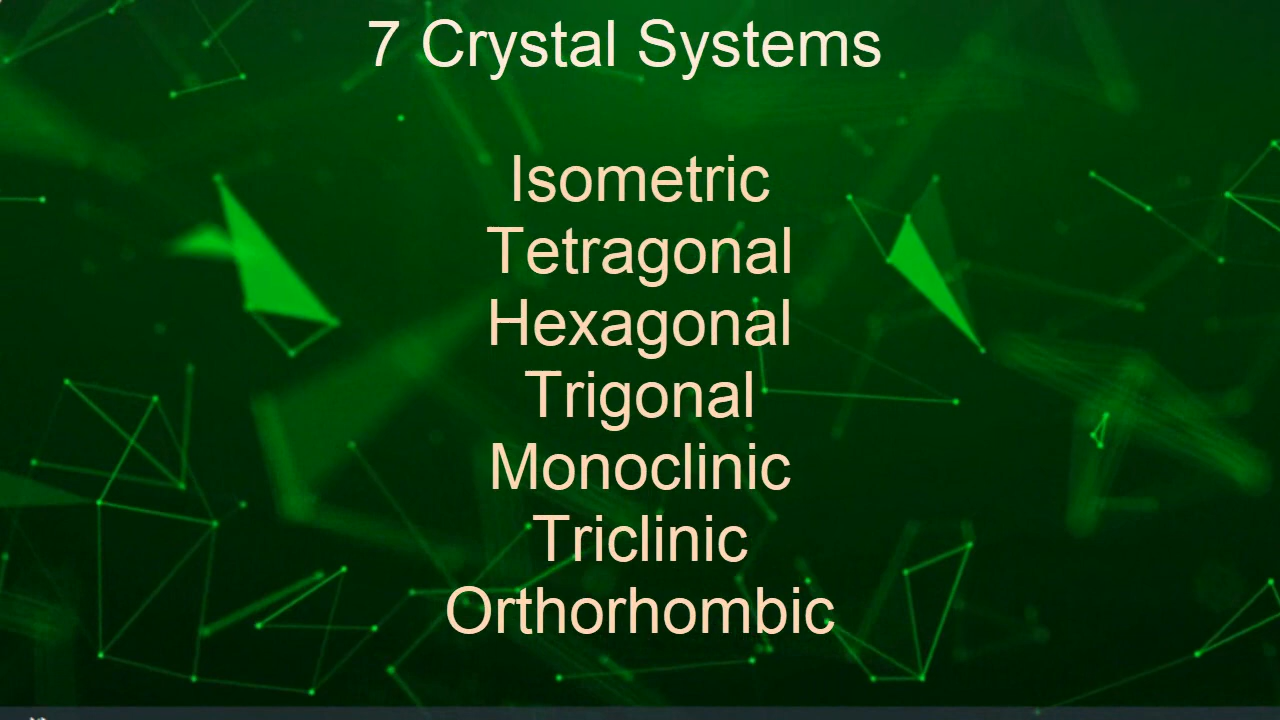 7 Crystal Systems
Isometric
Tetragonal
Hexagonal
Trigonal
Monoclinic
Triclinic
Orthorhombic